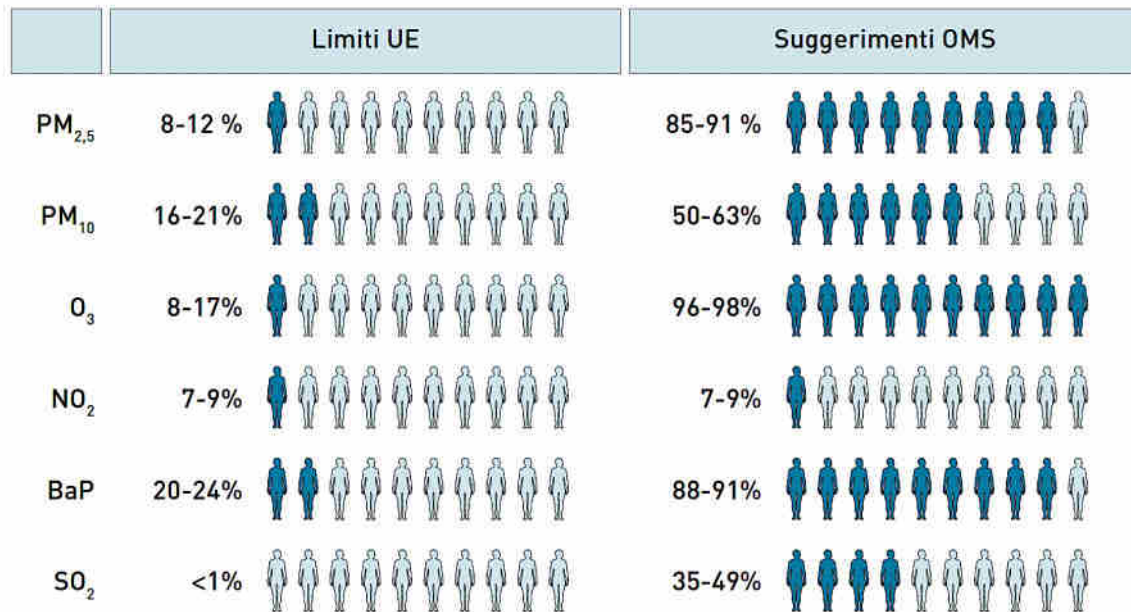 Limiti UE Suggerimenti OMS
PM2,5 8-12 % 85-91 %
PM10 16-21% 50-63%
O3 8-17% 96-98%
NO2 7-9% 7-9%
BaP 20-24% 88-91%
SO2 <1% 35-49%